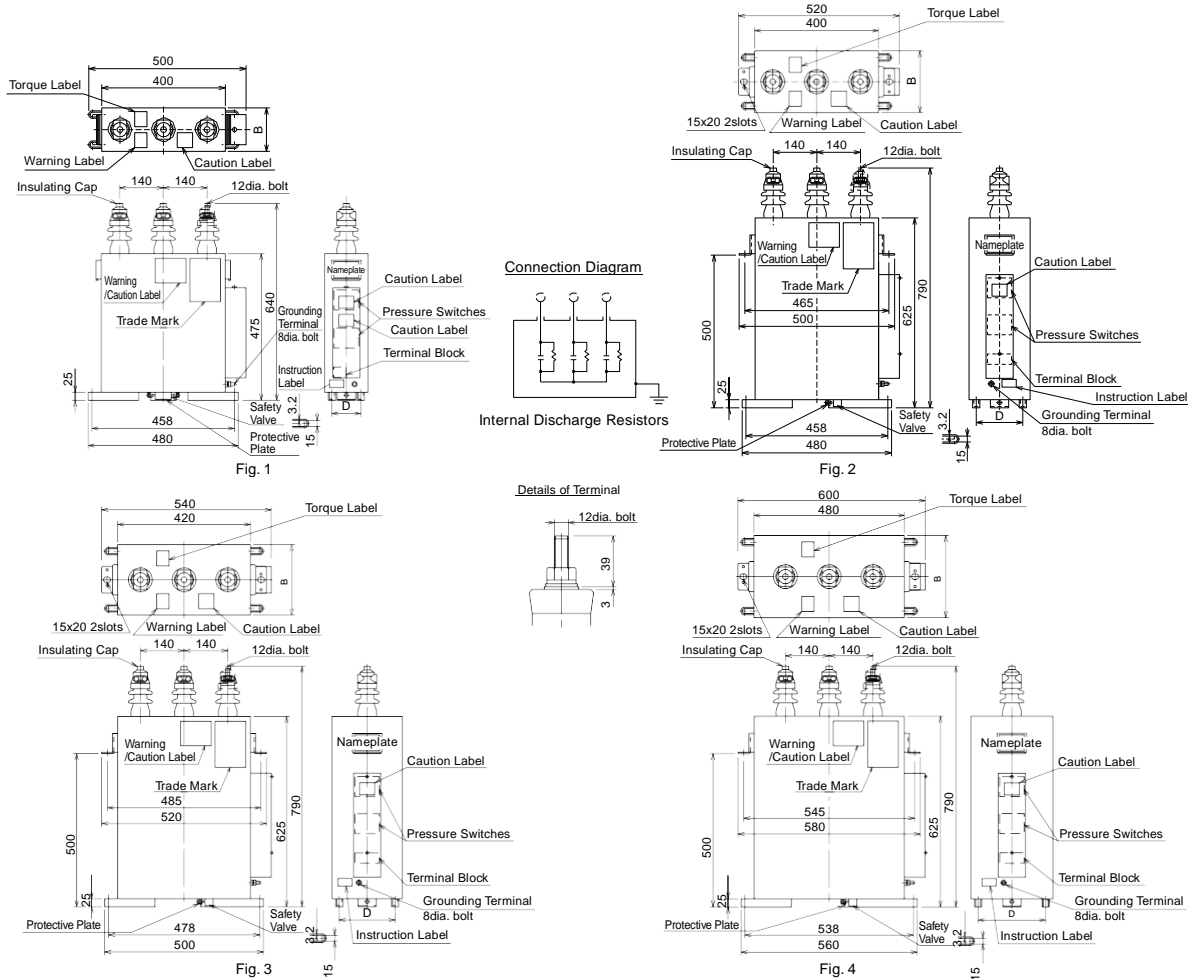 500
400
Torque Label
B
Warning Label
Caution Label
Insulating Cap
140
140
12dia. bolt
Nameplate
Warning
/Caution Label
Trade Mark
Caution Label
Pressure Switches
Caution Label
Terminal Block
Grounding
Terminal
8dia. bolt
Instruction
Label
475
640
25
D
3.2
15
Safety
Valve
Protective
Plate
458
480
Fig. 1
520
400
Torque Label
B
15x20 2slots
Warning Label
Caution Label
Insulating Cap
140
140
12dia. bolt
Nameplate
Warning
/Caution Label
Caution Label
Trade Mark
465
500
500
625
790
Pressure Switches
Terminal Block
Instruction Label
Grounding Terminal
8dia. bolt
25
D
3.2
15
Protective Plate
Safety
Valve
458
480
Fig. 2
Connection Diagram
Internal Discharge Resistors
540
420
Torque Label
B
15x20 2slots
Warning Label
Caution Label
Insulating Cap
140
140
12dia. bolt
Nameplate
Warning
/Caution Label
Caution Label
Trade Mark
485
520
500
625
790
Pressure Switches
Terminal Block
Grounding Terminal
8dia. bolt
Instruction Label
25
D
3.2
15
Protective Plate
Safety
Valve
478
500
Fig. 3
Details of Terminal
12dia. bolt
39
3
600
480
Torque Label
B
15x20 2slots
Warning Label
Caution Label
Insulating Cap
140
140
12dia. bolt
Nameplate
Warning
/Caution Label
Caution Label
Trade Mark
545
580
500
625
790
Pressure Switches
Terminal Block
Grounding Terminal
8dia. bolt
Instruction Label
25
D
3.2
15
Protective Plate
Safety
Valve
538
560
Fig. 4